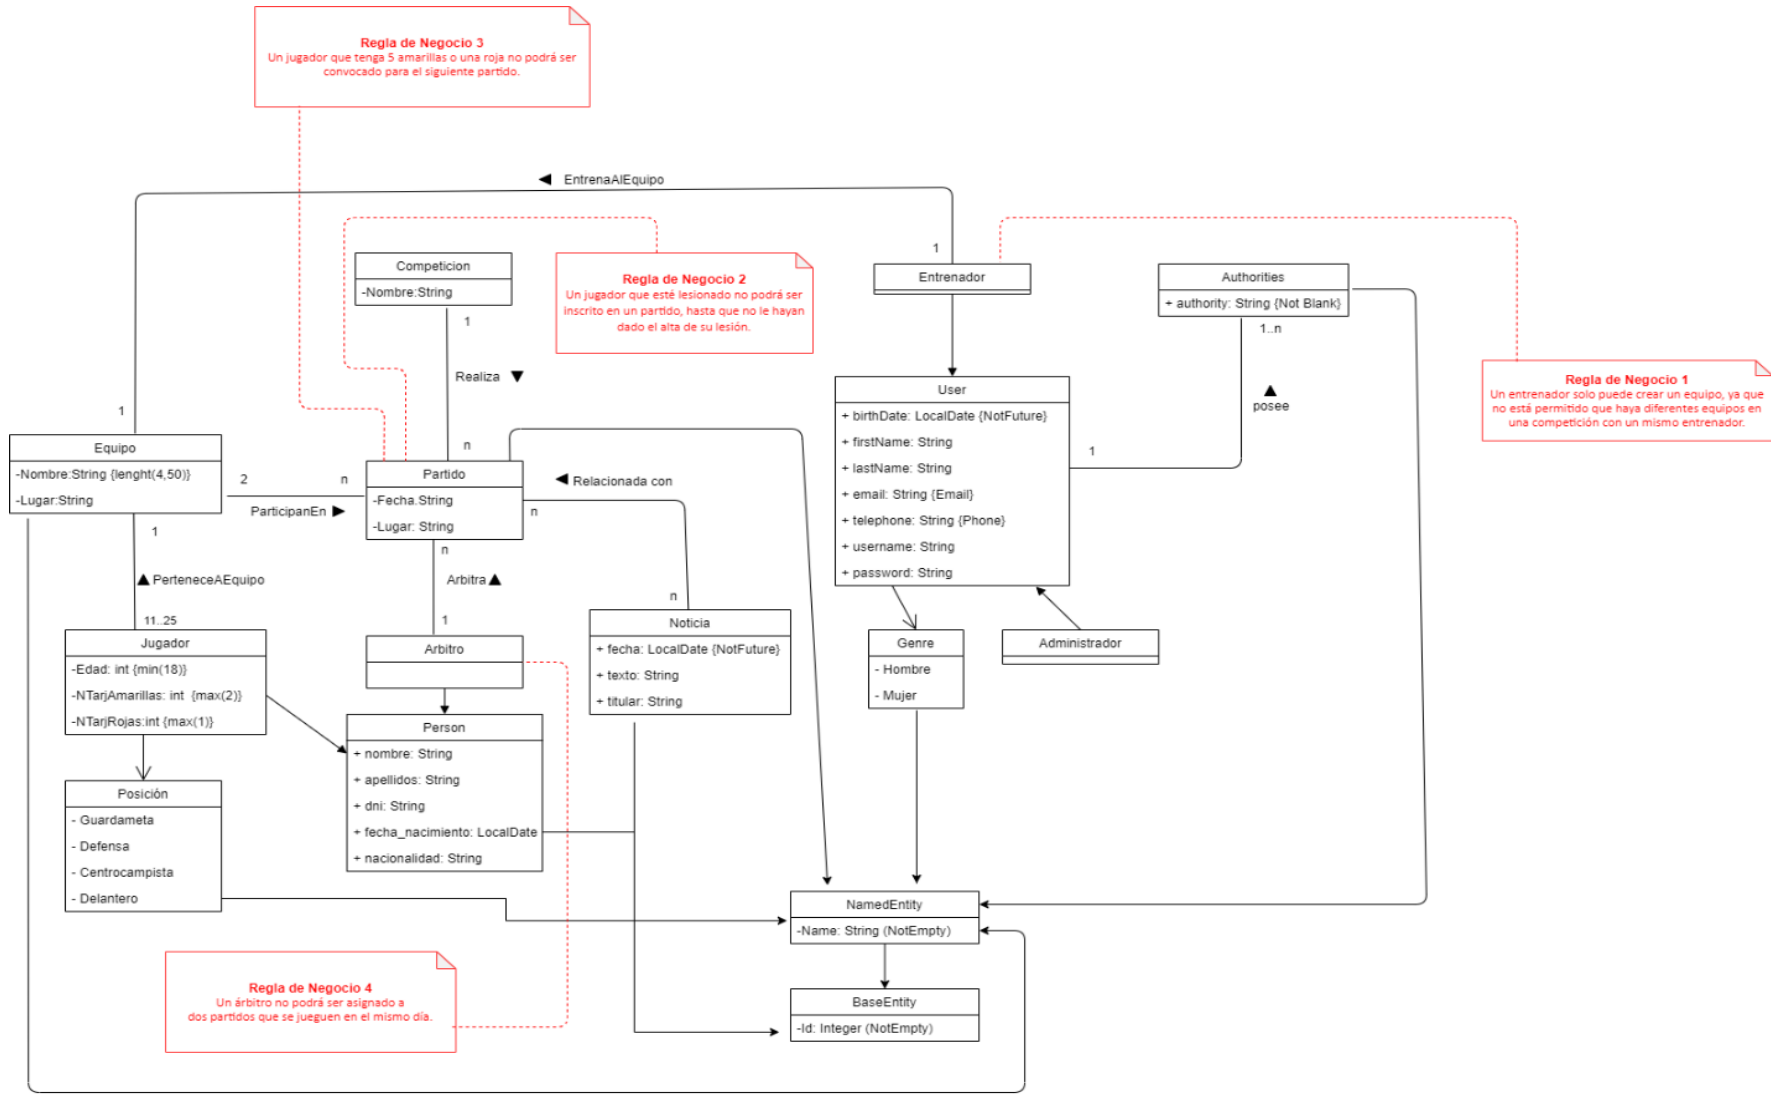 Regla de Negocio 3
Un jugador que tenga 5 amarillas o una roja no podrá ser
convocado para el siguiente partido.
EntrenaAlEquipo
1
1
Competicion
-Nombre:String
1
Realiza
n
Regla de Negocio 2
Un jugador que esté lesionado no podrá ser
inscrito en un partido, hasta que no le hayan
dado el alta de su lesión.
Entrenador
Authorities
+ authority: String {Not Blank}
1..n
posee
1
Regla de Negocio 1
Un entrenador solo puede crear un equipo, ya que
no está permitido que haya diferentes equipos en
una competición con un mismo entrenador.
User
+ birthDate: LocalDate {NotFuture}
+ firstName: String
+ lastName: String
+ email: String {Email}
+ telephone: String {Phone}
+ username: String
+ password: String
Equipo
-Nombre:String {lenght(4,50)}
-Lugar:String
2
n
ParticipanEn
Partido
-Fecha.String
-Lugar: String
Relacionada con
n
n
1
PerteneceAEquipo
11..25
n
Arbitra
1
Jugador
-Edad: int {min(18)}
-NTarjAmarillas: int  {max(2)}
-NTarjRojas:int {max(1)}
Arbitro
Noticia
+ fecha: LocalDate {NotFuture}
+ texto: String
+ titular: String
Genre
- Hombre
- Mujer
Administrador
Person
+ nombre: String
+ apellidos: String
+ dni: String
+ fecha_nacimiento: LocalDate
+ nacionalidad: String
Posición
- Guardameta
- Defensa
- Centrocampista
- Delantero
NamedEntity
-Name: String (NotEmpty)
Regla de Negocio 4
Un árbitro no podrá ser asignado a
dos partidos que se jueguen en el mismo día.
BaseEntity
-Id: Integer (NotEmpty)